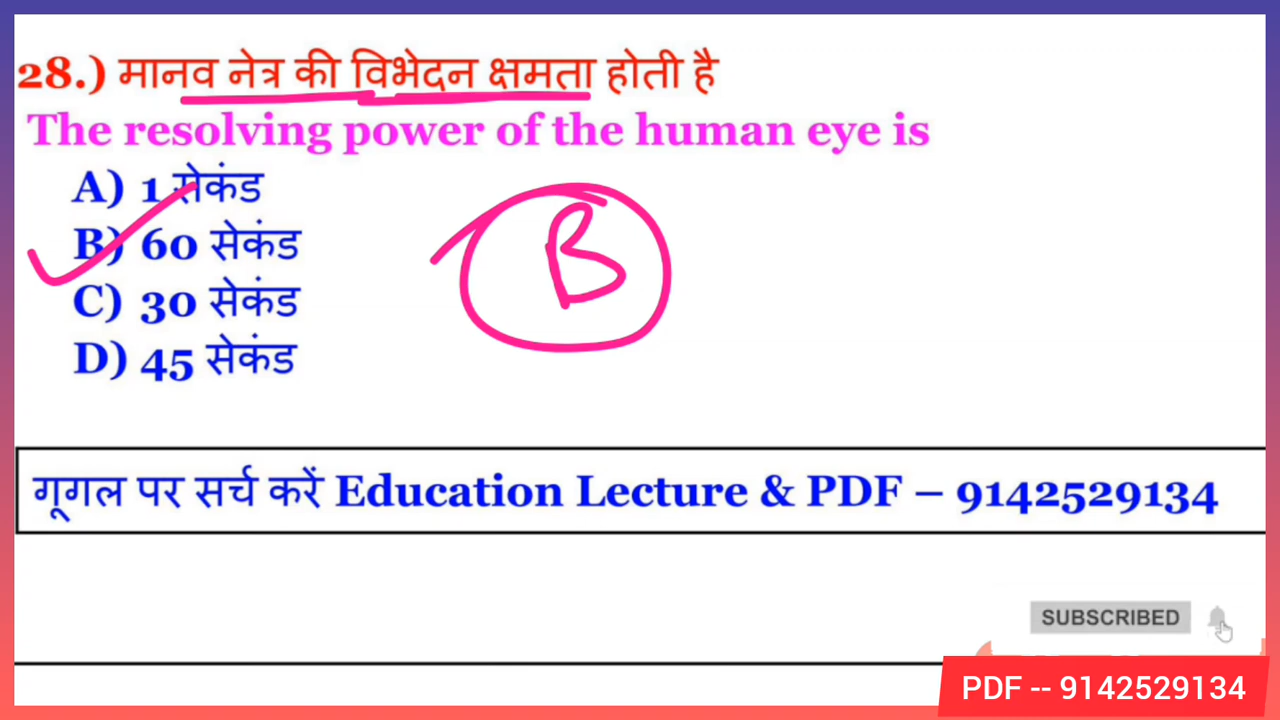 28.) मानव नेत्र की विभेदन क्षमता होती है
The resolving power of the human eye is
A) 1 सेकंड
B) 60 सेकंड
C) 30 सेकंड
D) 45 सेकंड
B
गूगल पर सर्च करें Education Lecture & PDF – 9142529134
SUBSCRIBED
PDF -- 9142529134